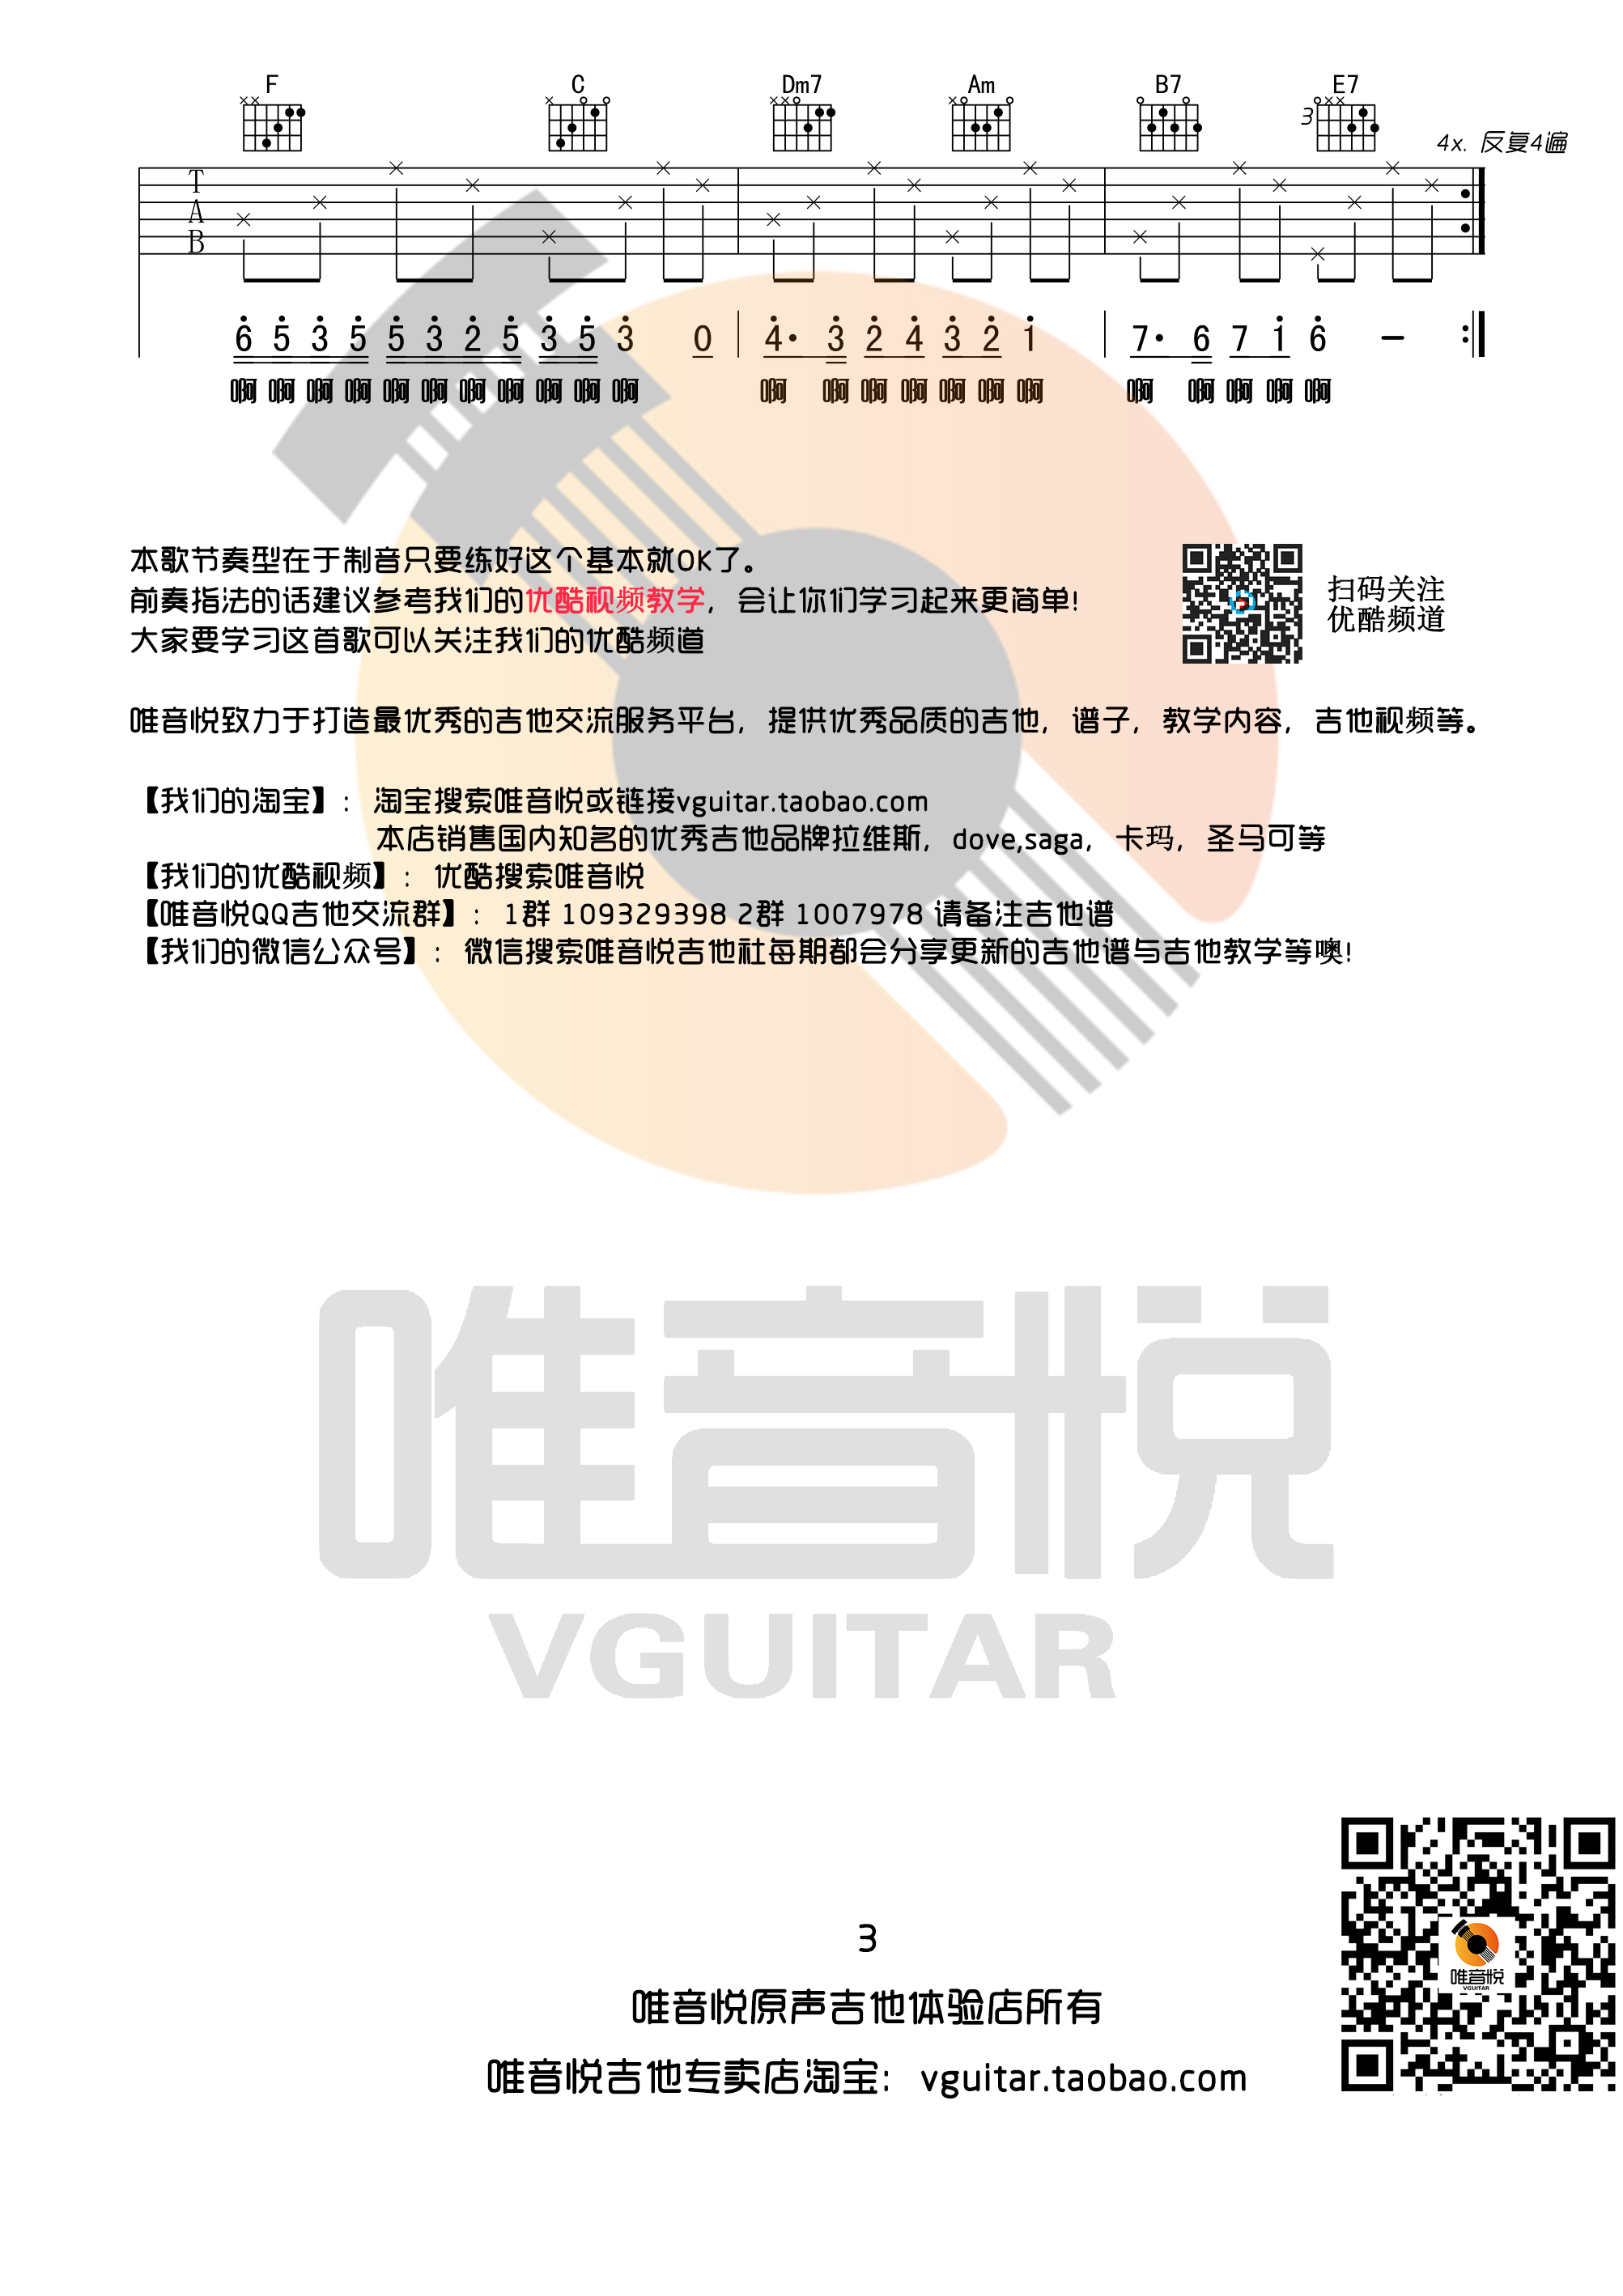 F C Dm7 Am B7 E7
3
4x. 反复4遍
T
A
B
6 5 3 5 5 3 2 5 3 5 3 0 4· 3 2 4 3 2 1 7· 6 7 1 6 –
啊 啊 啊 啊 啊 啊 啊 啊 啊 啊 啊 啊 啊 啊 啊 啊 啊 啊 啊 啊 啊 啊 啊
本歌节奏型在于制音只要练好这个基本就OK了。
前奏指法的话建议参考我们的优酷视频教学，会让你们学习起来更简单！
大家要学习这首歌可以关注我们的优酷频道
扫码关注
优酷频道
唯音悦致力于打造最优秀的吉他交流服务平台，提供优秀品质的吉他，谱子，教学内容，吉他视频等。
【我们的淘宝】：淘宝搜索唯音悦或链接vguitar.taobao.com
本店销售国内知名的优秀吉他品牌拉维斯，dove,saga，卡玛，圣马可等
【我们的优酷视频】：优酷搜索唯音悦
【唯音悦QQ吉他交流群】：1群 109329398 2群 1007978 请备注吉他谱
【我们的微信公众号】：微信搜索唯音悦吉他社每期都会分享更新的吉他谱与吉他教学等噢！
唯音悦
VGUITAR
3
唯音悦原声吉他体验店所有
唯音悦吉他专卖店淘宝：vguitar.taobao.com
唯音悦
VGUITAR